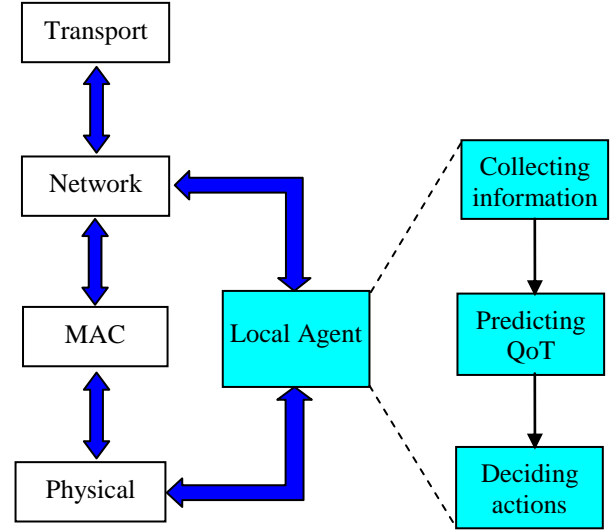 Transport
Network
MAC
Physical
Local Agent
Collecting
information
Predicting
QoT
Deciding
actions